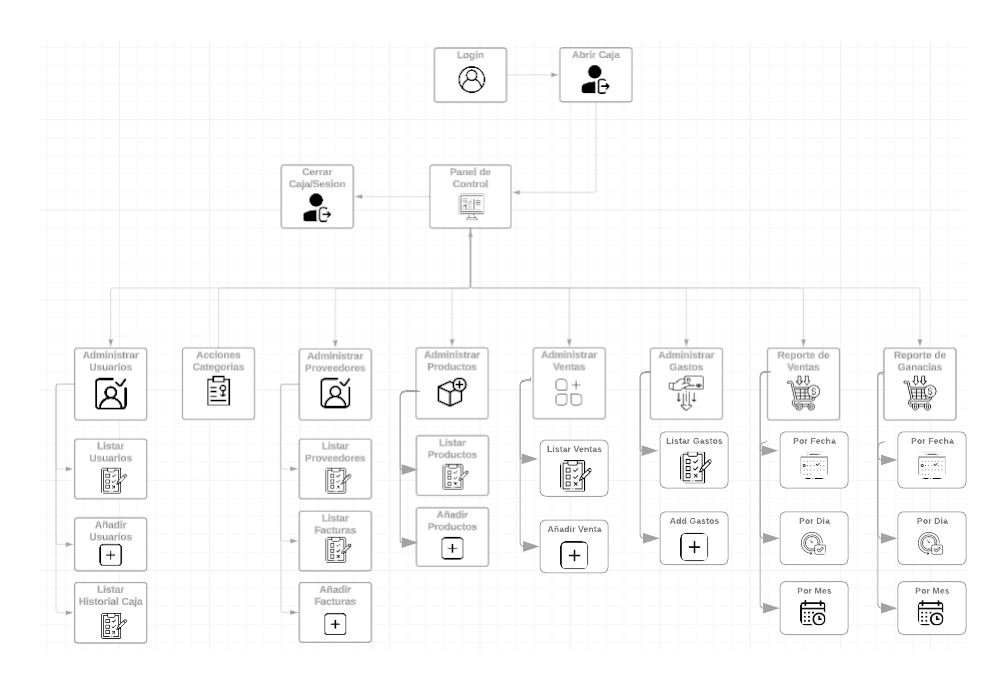 Login
Abrir Caja
Cerrar
Caja/Sesion
Panel de
Control
Administrar
Usuarios
Acciones
Categorias
Administrar
Proveedores
Administrar
Productos
Administrar
Ventas
Administrar
Gastos
Reporte de
Ventas
Reporte de
Ganacias
Listar
Usuarios
Listar
Proveedores
Listar
Productos
Listar Ventas
Listar Gastos
Por Fecha
Por Fecha
Añadir
Usuarios
Listar
Facturas
Añadir
Productos
Añadir Venta
Add Gastos
Por Dia
Por Dia
Listar
Historial Caja
Añadir
Facturas
Por Mes
Por Mes